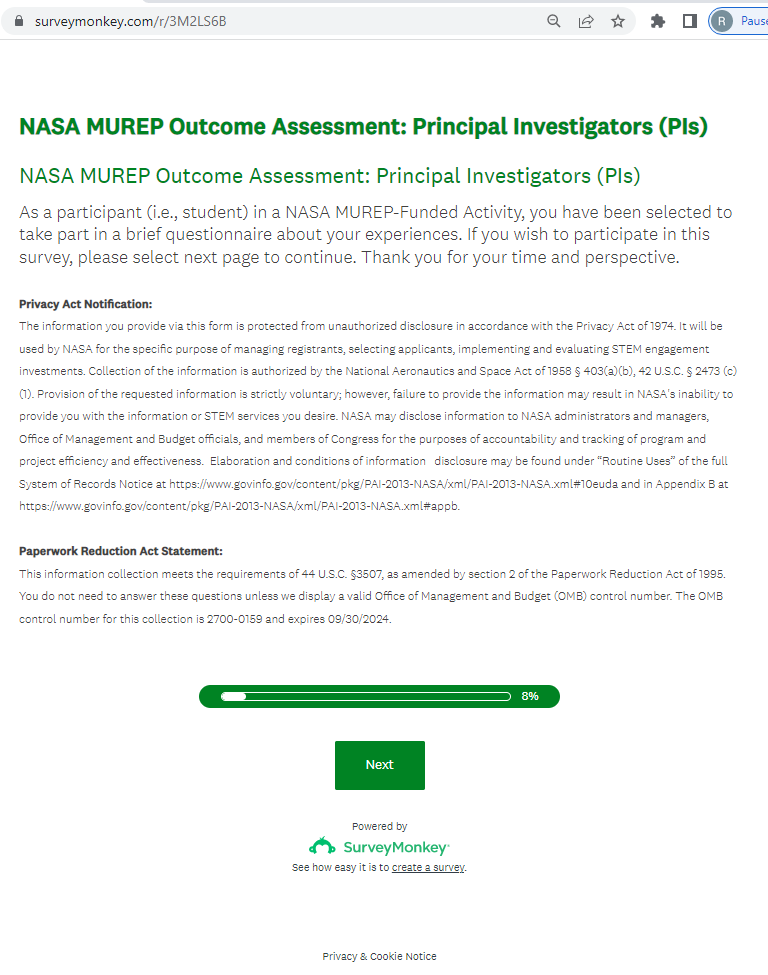 surveymonkey.com/r/3M2LS6B
R
NASA MUREP Outcome Assessment: Principal Investigators (PIs)
NASA MUREP Outcome Assessment: Principal Investigators (PIs)
As a participant (i.e., student) in a NASA MUREP-Funded Activity, you have been selected to
take part in a brief questionnaire about your experiences. If you wish to participate in this
survey, please select next page to continue. Thank you for your time and perspective.
Privacy Act Notification:
The information you provide via this form is protected from unauthorized disclosure in accordance with the Privacy Act of 1974. It will be
used by NASA for the specific purpose of managing registrants, selecting applicants, implementing and evaluating STEM engagement
investments. Collection of the information is authorized by the National Aeronautics and Space Act of 1958 § 403(a)(b), 42 U.S.C. § 2473 (c)
(1). Provision of the requested information is strictly voluntary; however, failure to provide the information may result in NASA's inability to
provide you with the information or STEM services you desire. NASA may disclose information to NASA administrators and managers,
Office of Management and Budget officials, and members of Congress for the purposes of accountability and tracking of program and
project efficiency and effectiveness. Elaboration and conditions of information disclosure may be found under “Routine Uses” of the full
System of Records Notice at https://www.govinfo.gov/content/pkg/PAI-2013-NASA/xml/PAI-2013-NASA.xml#10euda and in Appendix B at
https://www.govinfo.gov/content/pkg/PAI-2013-NASA/xml/PAI-2013-NASA.xml#appb.
Paperwork Reduction Act Statement:
This information collection meets the requirements of 44 U.S.C. §3507, as amended by section 2 of the Paperwork Reduction Act of 1995.
You do not need to answer these questions unless we display a valid Office of Management and Budget (OMB) control number. The OMB
control number for this collection is 2700-0159 and expires 09/30/2024.
8%
Next
Powered by
SurveyMonkey
See how easy it is to create a survey.
Privacy & Cookie Notice